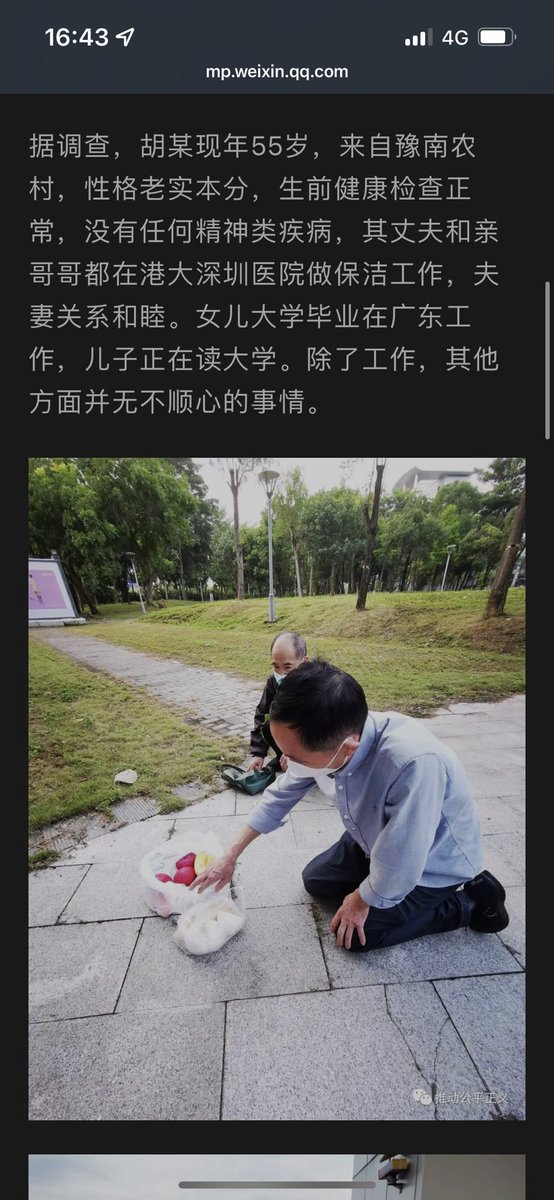 16:43
4G
mp.weixin.qq.com
据调查，胡某现年55岁，来自豫南农
村，性格老实本分，生前健康检查正
常，没有任何精神类疾病，其丈夫和亲
哥哥都在港大深圳医院做保洁工作，夫
妻关系和睦。女儿大学毕业在广东工
作，儿子正在读大学。除了工作，其他
方面并无不顺心的事情。
推动公平正义